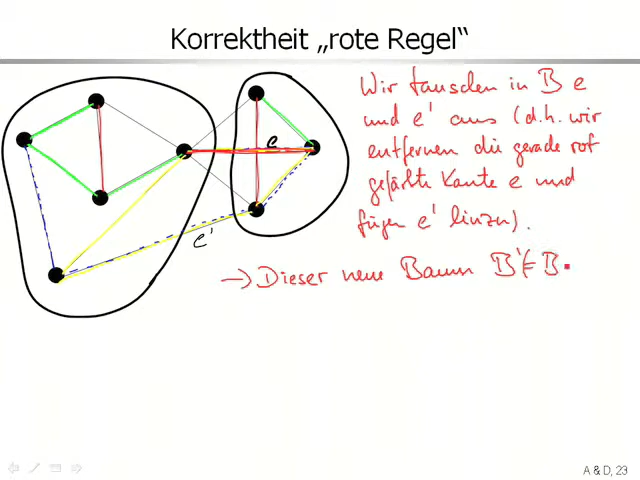 Korrektheit „rote Regel“
Wir tauschen in B e
und e' aus (d.h. wir
entfernen die gerade rot
gefärbte Kante e und
fügen e' hinzu).
e
e'
→ Dieser neue Baum B' ≤ B
A & D, 23